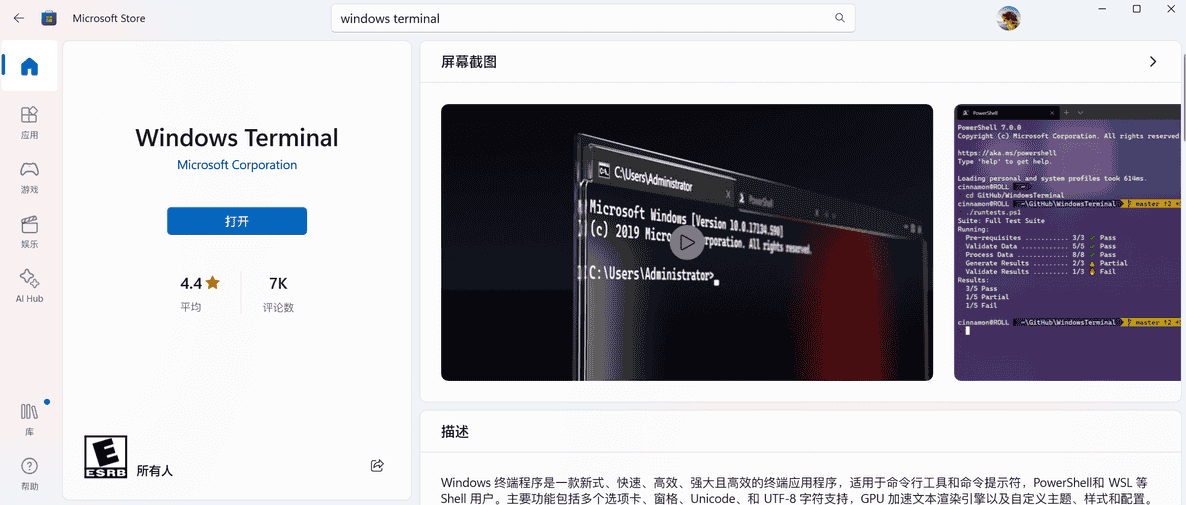 Microsoft Store
windows terminal
应用
游戏
娱乐
AI Hub
库
帮助
Windows Terminal
Microsoft Corporation
打开
4.4
平均
7K
评论数
E
ESRB
所有人
屏幕截图
C:\Users\Administrator
PowerShell
Microsoft Windows [Version 10.0.17134.590]
(c) 2019 Microsoft Corporation. All rights reserved.
C:\Users\Administrator>
PowerShell
PowerShell 7.0.0
Copyright (c) Microsoft Corporation. All rights reserved
https://aka.ms/powershell
Type 'help' to get help.
Loading personal and system profiles took 614ms.
cinnamon@ROLL ~
cd GitHub/WindowsTerminal
cinnamon@ROLL ~\GitHub\WindowsTerminal master !2
./runtests.ps1
Suite: Full Test Suite
Running:
Pre-requisites ........... 3/3 Pass
Validate Data ............ 5/5 Pass
Process Data ............. 8/8 Pass
Generate Results ......... 2/3 Partial
Validate Results ......... 1/3 Fail
Results:
3/5 Pass
1/5 Partial
1/5 Fail
cinnamon@ROLL ~\GitHub\WindowsTerminal master !2
描述
Windows 终端程序是一款新式、快速、高效、强大且高效的终端应用程序，适用于命令行工具和命令提示符，PowerShell和 WSL 等
Shell 用户。主要功能包括多个选项卡、窗格、Unicode、和 UTF-8 字符支持，GPU 加速文本渲染引擎以及自定义主题、样式和配置。